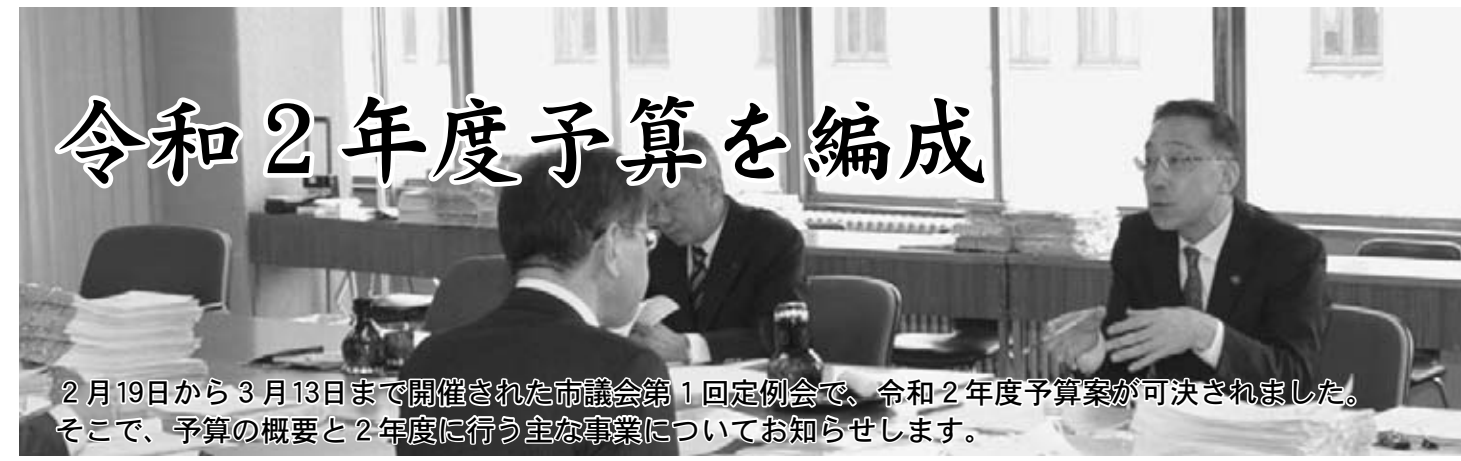 令和２年度予算を編成
２月19日から３月13日まで開催された市議会第１回定例会で、令和２年度予算案が可決されました。
そこで、予算の概要と２年度に行う主な事業についてお知らせします。